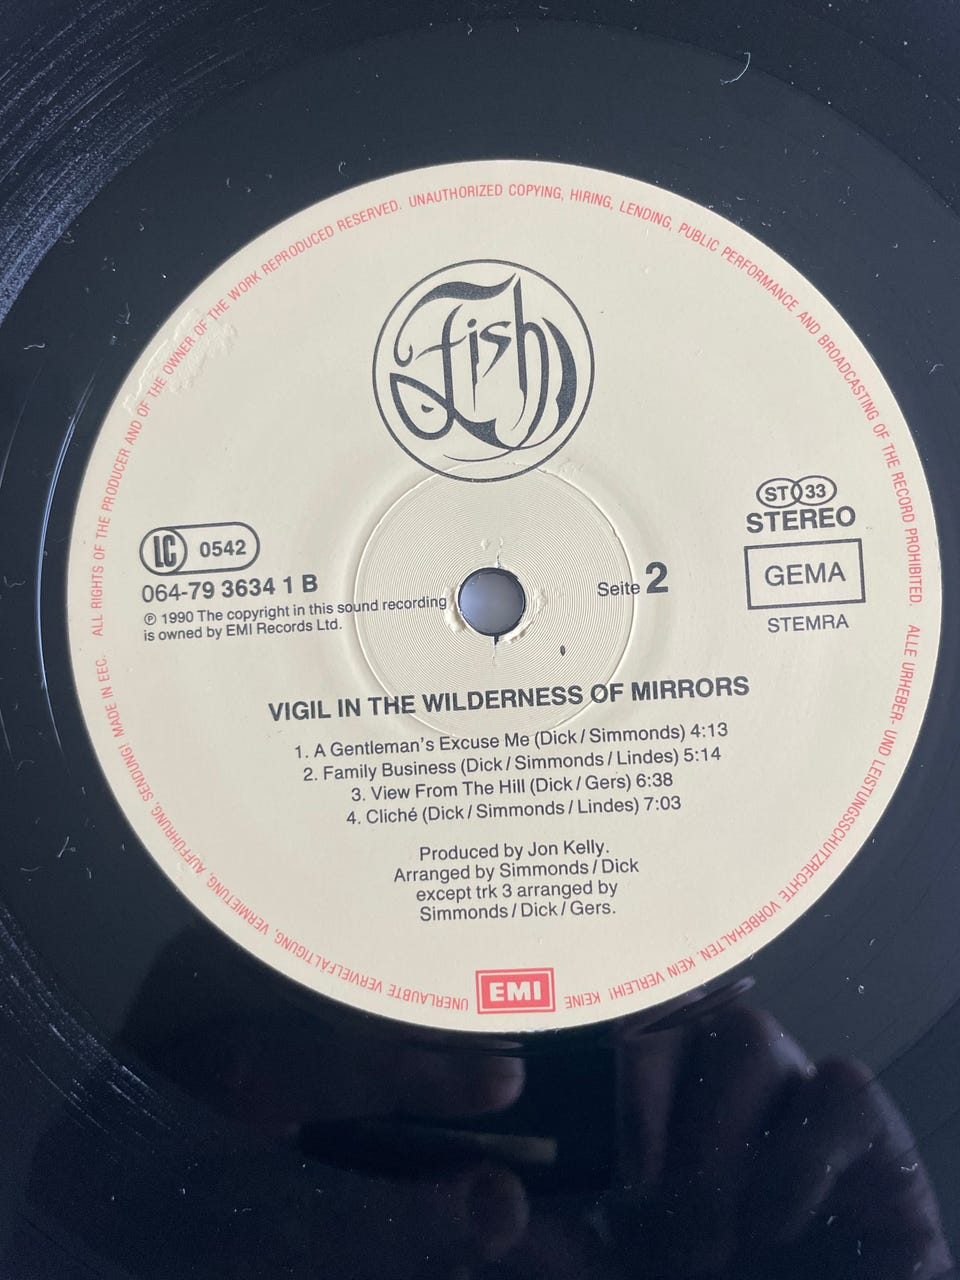 ALL RIGHTS OF THE PRODUCER AND OF THE OWNER OF THE WORK REPRODUCED RESERVED. UNAUTHORIZED COPYING, HIRING, LENDING, PUBLIC PERFORMANCE AND BROADCASTING OF THE RECORD PROHIBITED.
Fish
ST 33
STEREO
LC 0542
GEMA
064-79 3634 1 B
Seite 2
℗ 1990 The copyright in this sound recording
is owned by EMI Records Ltd.
STEMRA
VIGIL IN THE WILDERNESS OF MIRRORS
1. A Gentleman's Excuse Me (Dick / Simmonds) 4:13
2. Family Business (Dick / Simmonds / Lindes) 5:14
3. View From The Hill (Dick / Gers) 6:38
4. Cliché (Dick / Simmonds / Lindes) 7:03
Produced by Jon Kelly.
Arranged by Simmonds / Dick
except trk 3 arranged by
Simmonds / Dick / Gers.
EMI
ALLE URHEBER- UND LEISTUNGSSCHUTZRECHTE VORBEHALTEN. KEIN VERLEIH! KEINE UNERLAUBTE VERVIELFÄLTIGUNG, VERMIETUNG, AUFFÜHRUNG, SENDUNG! MADE IN EEC.